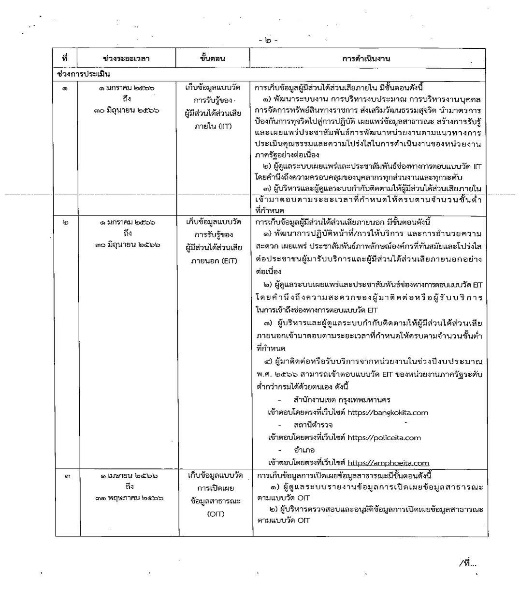 - ๒ -
ที่ ช่วงระยะเวลา ขั้นตอน การดำเนินงาน
ช่วงการประเมิน
๑ ๑ มกราคม ๒๕๖๖ ถึง ๓๐ มิถุนายน ๒๕๖๖
เก็บข้อมูลแบบวัด
การรับรู้ของ
ผู้มีส่วนได้ส่วนเสีย
ภายใน (IIT)
การเก็บข้อมูลผู้มีส่วนได้ส่วนเสียภายใน มีขั้นตอนดังนี้
๑) พัฒนาระบบงาน การบริหารงบประมาณ การบริหารงานบุคคล
การจัดการทรัพย์สินทางราชการ ส่งเสริมวัฒนธรรมสุจริต นำมาตรการ
ป้องกันการทุจริตไปสู่การปฏิบัติ เผยแพร่ข้อมูลสาธารณะ สร้างการรับรู้
และเผยแพร่ประชาสัมพันธ์การพัฒนาหน่วยงานตามแนวทางการ
ประเมินคุณธรรมและความโปร่งใสในการดำเนินงานของหน่วยงาน
ภาครัฐอย่างต่อเนื่อง
๒) ผู้ดูแลระบบเผยแพร่และประชาสัมพันธ์ช่องทางการตอบแบบวัด IIT
โดยคำนึงถึงความครอบคลุมของบุคลากรทุกส่วนงานและทุกระดับ
๓) ผู้บริหารและผู้ดูแลระบบกำกับติดตามให้ผู้มีส่วนได้ส่วนเสียภายใน
เข้ามาตอบตามระยะเวลาที่กำหนดให้ครบตามจำนวนขั้นต่ำ
ที่กำหนด
๒ ๑ มกราคม ๒๕๖๖ ถึง ๓๐ มิถุนายน ๒๕๖๖
เก็บข้อมูลแบบวัด
การรับรู้ของ
ผู้มีส่วนได้ส่วนเสีย
ภายนอก (EIT)
การเก็บข้อมูลผู้มีส่วนได้ส่วนเสียภายนอก มีขั้นตอนดังนี้
๑) พัฒนาการปฏิบัติหน้าที่/การให้บริการ และการอำนวยความ
สะดวก เผยแพร่ ประชาสัมพันธ์ภาพลักษณ์องค์กรที่ทันสมัยและโปร่งใส
ต่อประชาชนผู้มารับบริการและผู้มีส่วนได้ส่วนเสียภายนอกอย่าง
ต่อเนื่อง
๒) ผู้ดูแลระบบเผยแพร่และประชาสัมพันธ์ช่องทางการตอบแบบวัด EIT
โดยคำนึงถึงความสะดวกของผู้มาติดต่อหรือผู้รับบริการ
ในการเข้าถึงช่องทางการตอบแบบวัด EIT
๓) ผู้บริหารและผู้ดูแลระบบกำกับติดตามให้ผู้มีส่วนได้ส่วนเสีย
ภายนอกเข้ามาตอบตามระยะเวลาที่กำหนดให้ครบตามจำนวนขั้นต่ำ
ที่กำหนด
๔) ผู้มาติดต่อหรือรับบริการจากหน่วยงานในช่วงปีงบประมาณ
พ.ศ. ๒๕๖๖ สามารถเข้าตอบแบบวัด EIT ของหน่วยงานภาครัฐระดับ
ต่ำกว่ากรมได้ด้วยตนเอง ดังนี้
- สำนักงานเขต กรุงเทพมหานคร
เข้าตอบโดยตรงที่เว็บไซต์ https://bangkokita.com
- สถานีตำรวจ
เข้าตอบโดยตรงที่เว็บไซต์ https://policeita.com
- อำเภอ
เข้าตอบโดยตรงที่เว็บไซต์ https://amphoeita.com
๓ ๑ เมษายน ๒๕๖๖ ถึง ๓๑ พฤษภาคม ๒๕๖๖
เก็บข้อมูลแบบวัด
การเปิดเผย
ข้อมูลสาธารณะ
(OIT)
การเก็บข้อมูลการเปิดเผยข้อมูลสาธารณะมีขั้นตอนดังนี้
๑) ผู้ดูแลระบบรายงานข้อมูลการเปิดเผยข้อมูลสาธารณะ
ตามแบบวัด OIT
๒) ผู้บริหารตรวจสอบและอนุมัติข้อมูลการเปิดเผยข้อมูลสาธารณะ
ตามแบบวัด OIT
/ที่...